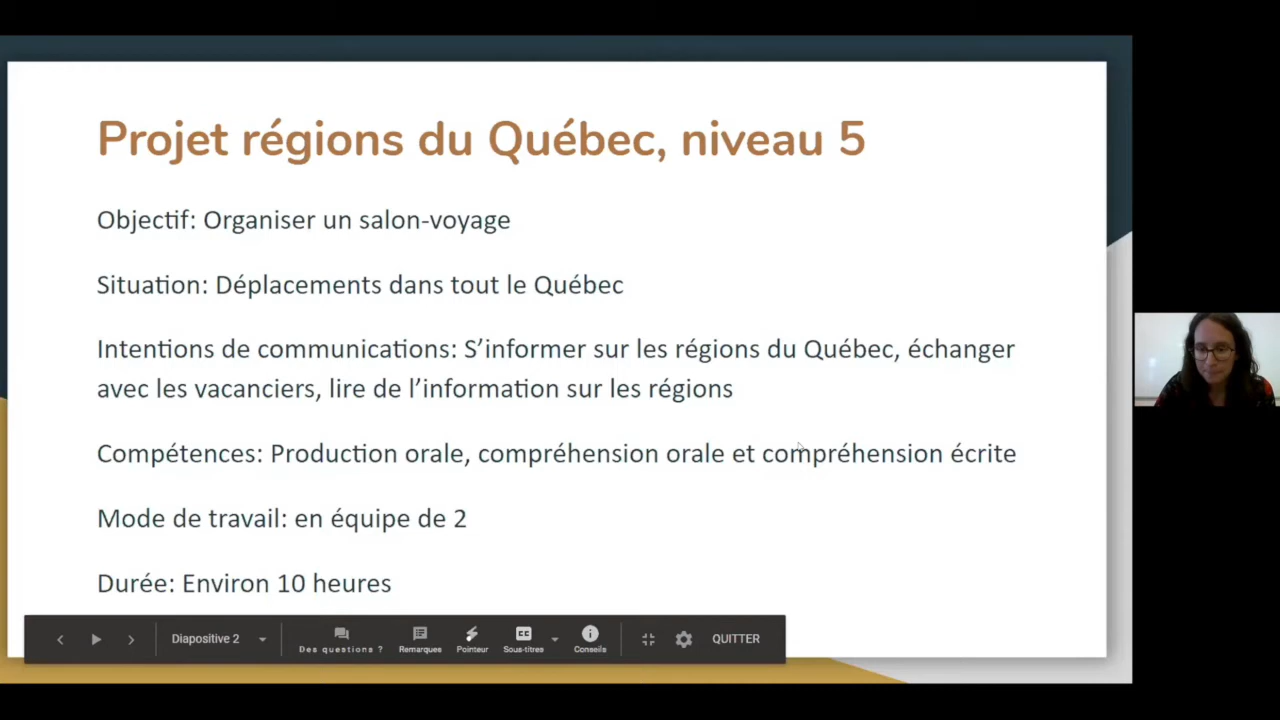 Projet régions du Québec, niveau 5
Objectif: Organiser un salon-voyage
Situation: Déplacements dans tout le Québec
Intentions de communications: S’informer sur les régions du Québec, échanger
avec les vacanciers, lire de l’information sur les régions
Compétences: Production orale, compréhension orale et compréhension écrite
Mode de travail: en équipe de 2
Durée: Environ 10 heures
Diapositive 2
Des questions ?
Remarques
Pointeur
CC
Sous-titres
Conseils
QUITTER